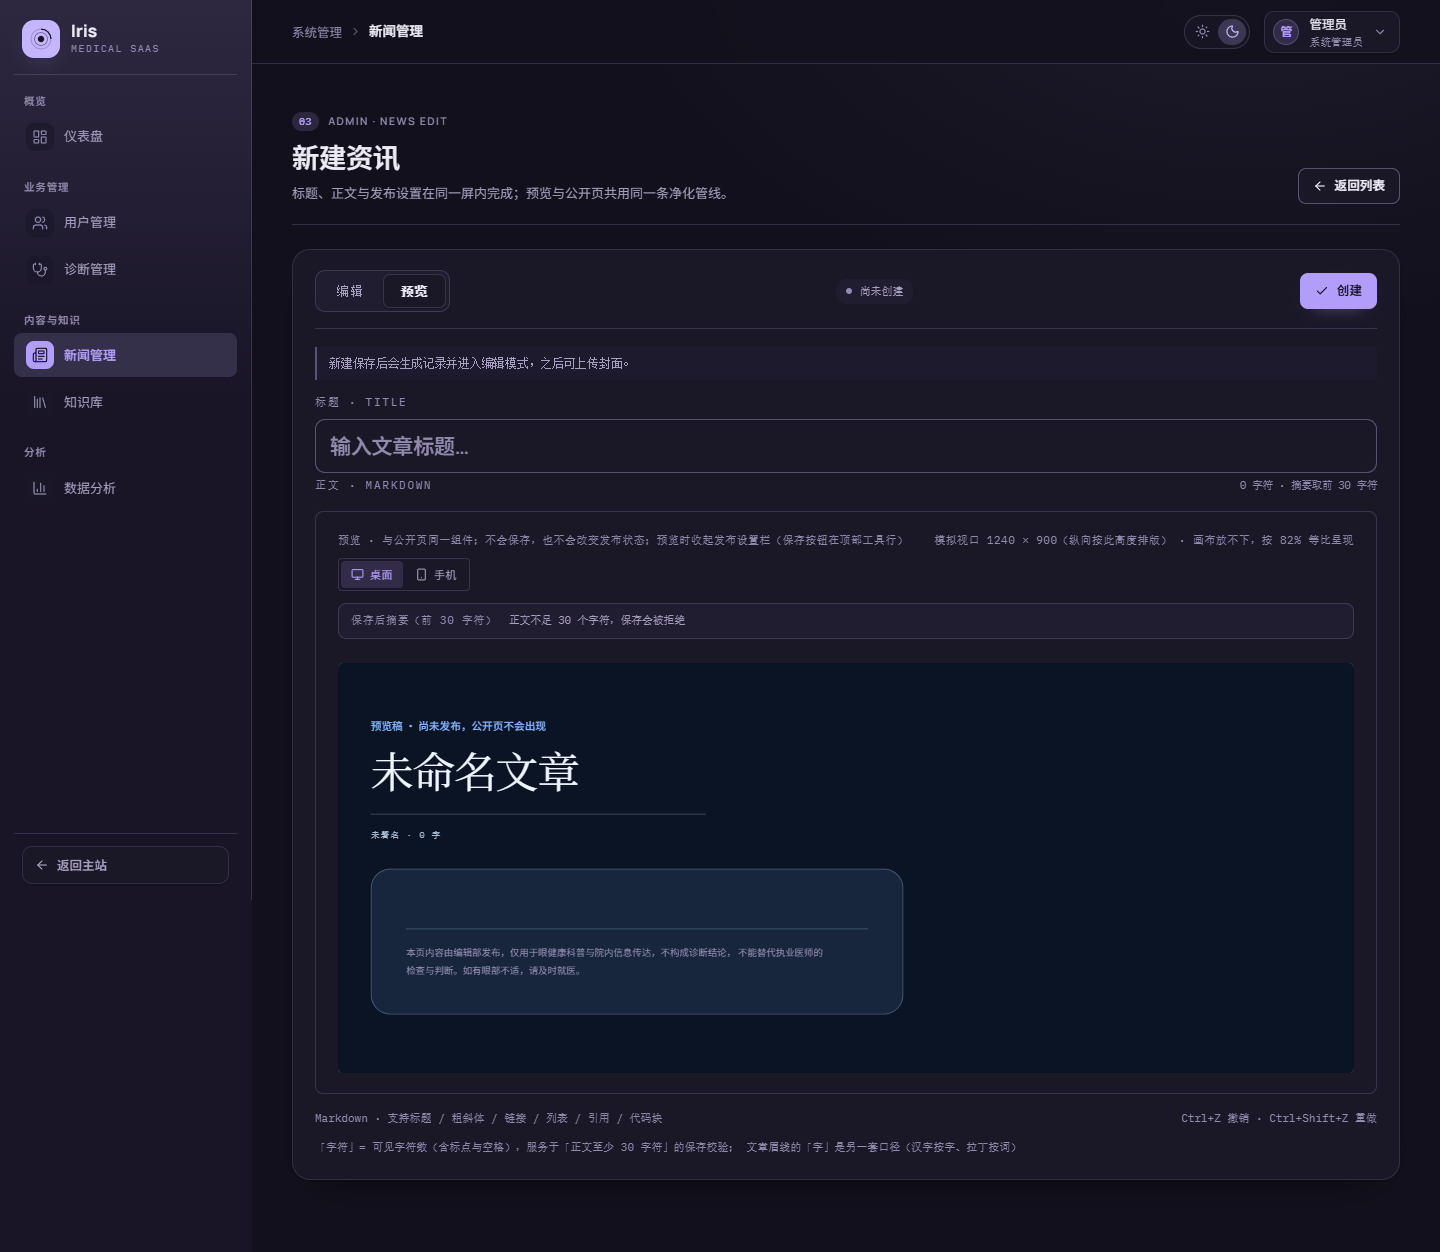 Iris
MEDICAL SAAS
概览
仪表盘
业务管理
用户管理
诊断管理
内容与知识
新闻管理
知识库
分析
数据分析
返回主站
系统管理 > 新闻管理
管 管理员
系统管理员
03 ADMIN · NEWS EDIT
新建资讯
标题、正文与发布设置在同一屏内完成；预览与公开页共用同一条净化管线。
返回列表
编辑 预览
尚未创建
创建
新建保存后会生成记录并进入编辑模式，之后可上传封面。
标题 · TITLE
输入文章标题…
正文 · MARKDOWN
0 字符 · 摘要取前 30 字符
预览 · 与公开页同一组件；不会保存，也不会改变发布状态；预览时收起发布设置栏（保存按钮在顶部工具行）
模拟视口 1240 × 900（纵向按此高度排版） · 画布放不下，按 82% 等比呈现
桌面 手机
保存后摘要（前 30 字符） 正文不足 30 个字符，保存会被拒绝
预览稿 · 尚未发布，公开页不会出现
未命名文章
未署名 · 0 字
本页内容由编辑部发布，仅用于眼健康科普与院内信息传达，不构成诊断结论， 不能替代执业医师的
检查与判断。如有眼部不适，请及时就医。
Markdown · 支持标题 / 粗斜体 / 链接 / 列表 / 引用 / 代码块
Ctrl+Z 撤销 · Ctrl+Shift+Z 重做
「字符」= 可见字符数（含标点与空格），服务于「正文至少 30 字符」的保存校验； 文章眉线的「字」是另一套口径（汉字按字、拉丁按词）